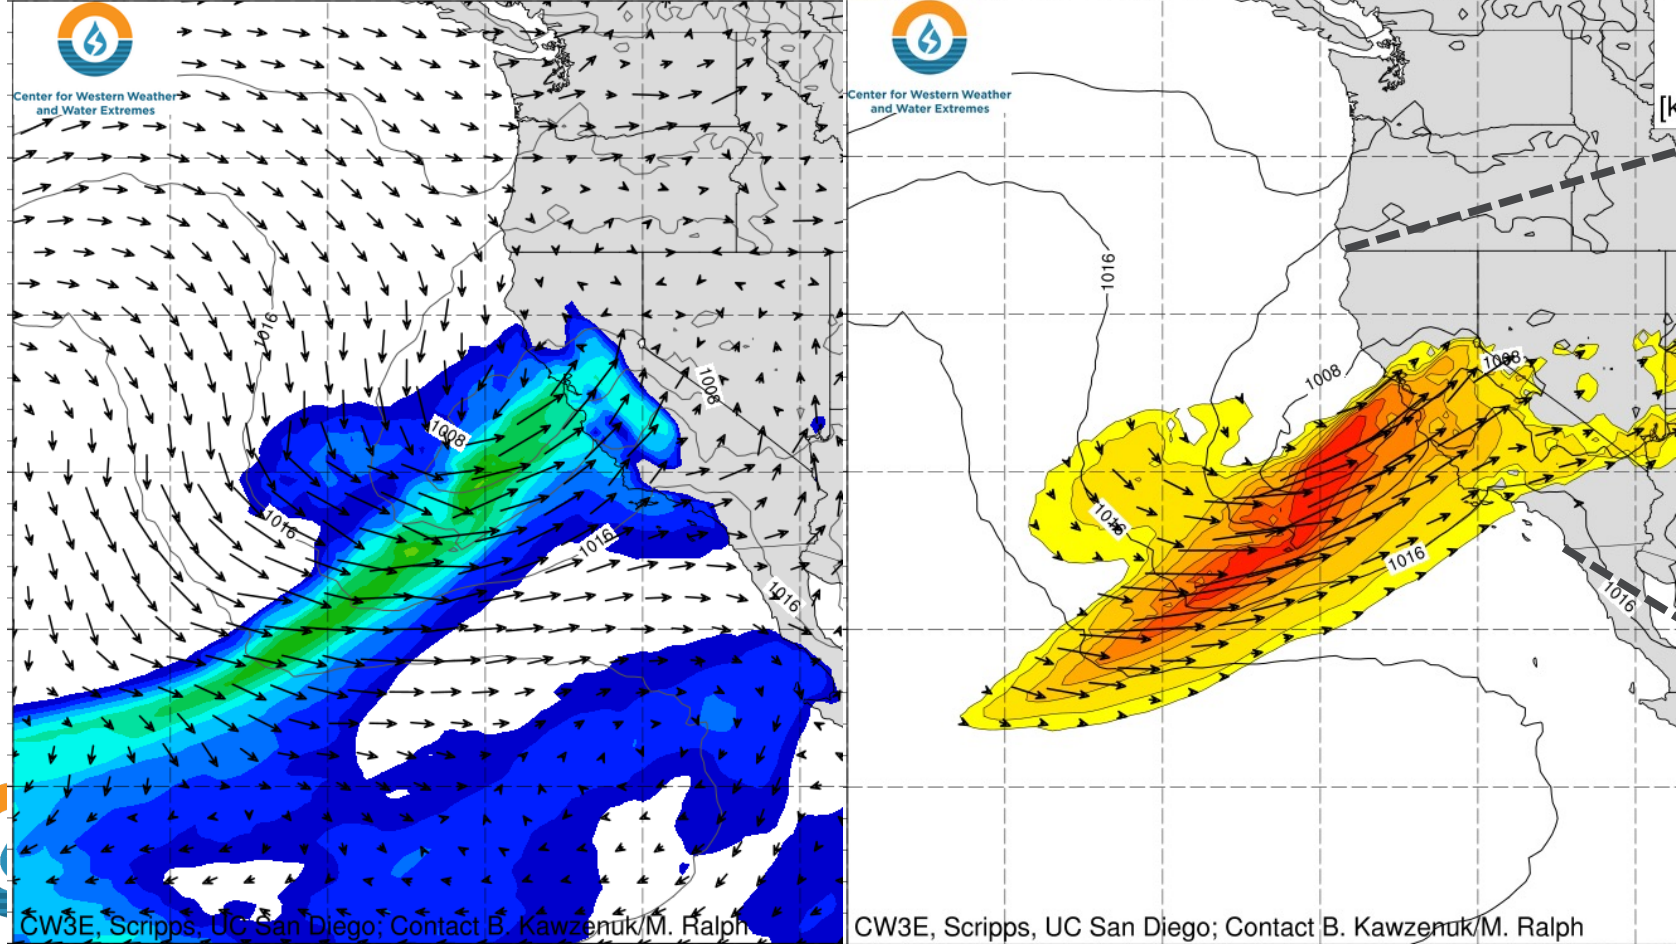 Center for Western Weather
and Water Extremes
1016
1008
1008
1016
1016
1016
CW3E, Scripps, UC San Diego; Contact B. Kawzenuk/M. Ralph
Center for Western Weather
and Water Extremes
[k
1016
1008
1008
1016
1016
1016
CW3E, Scripps, UC San Diego; Contact B. Kawzenuk/M. Ralph